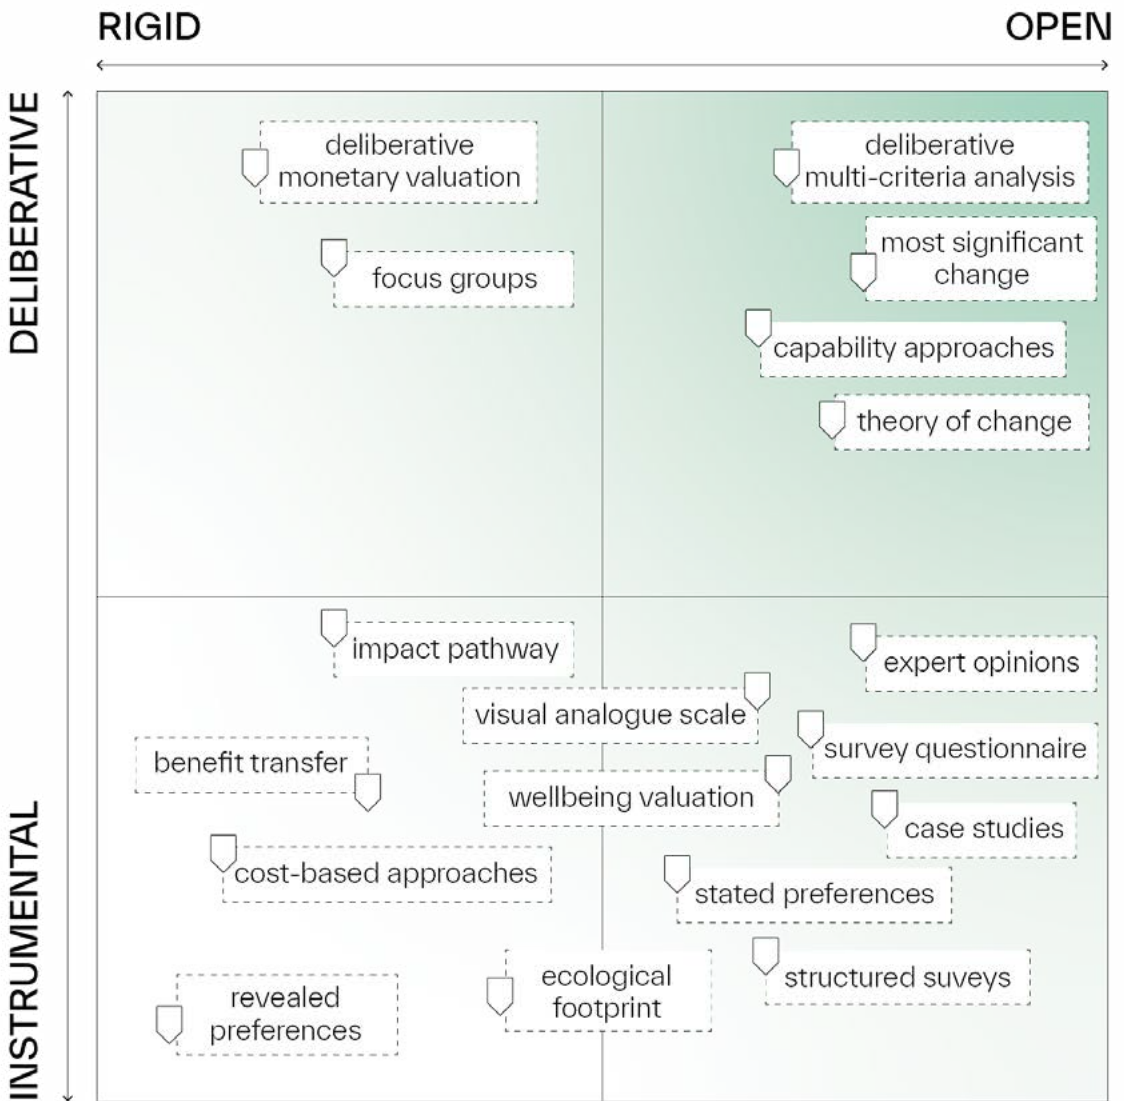 RIGID
OPEN
DELIBERATIVE
INSTRUMENTAL
deliberative
monetary valuation
focus groups
deliberative
multi-criteria analysis
most significant
change
capability approaches
theory of change
impact pathway
expert opinions
visual analogue scale
survey questionnaire
benefit transfer
wellbeing valuation
case studies
cost-based approaches
stated preferences
ecological
footprint
structured suveys
revealed
preferences